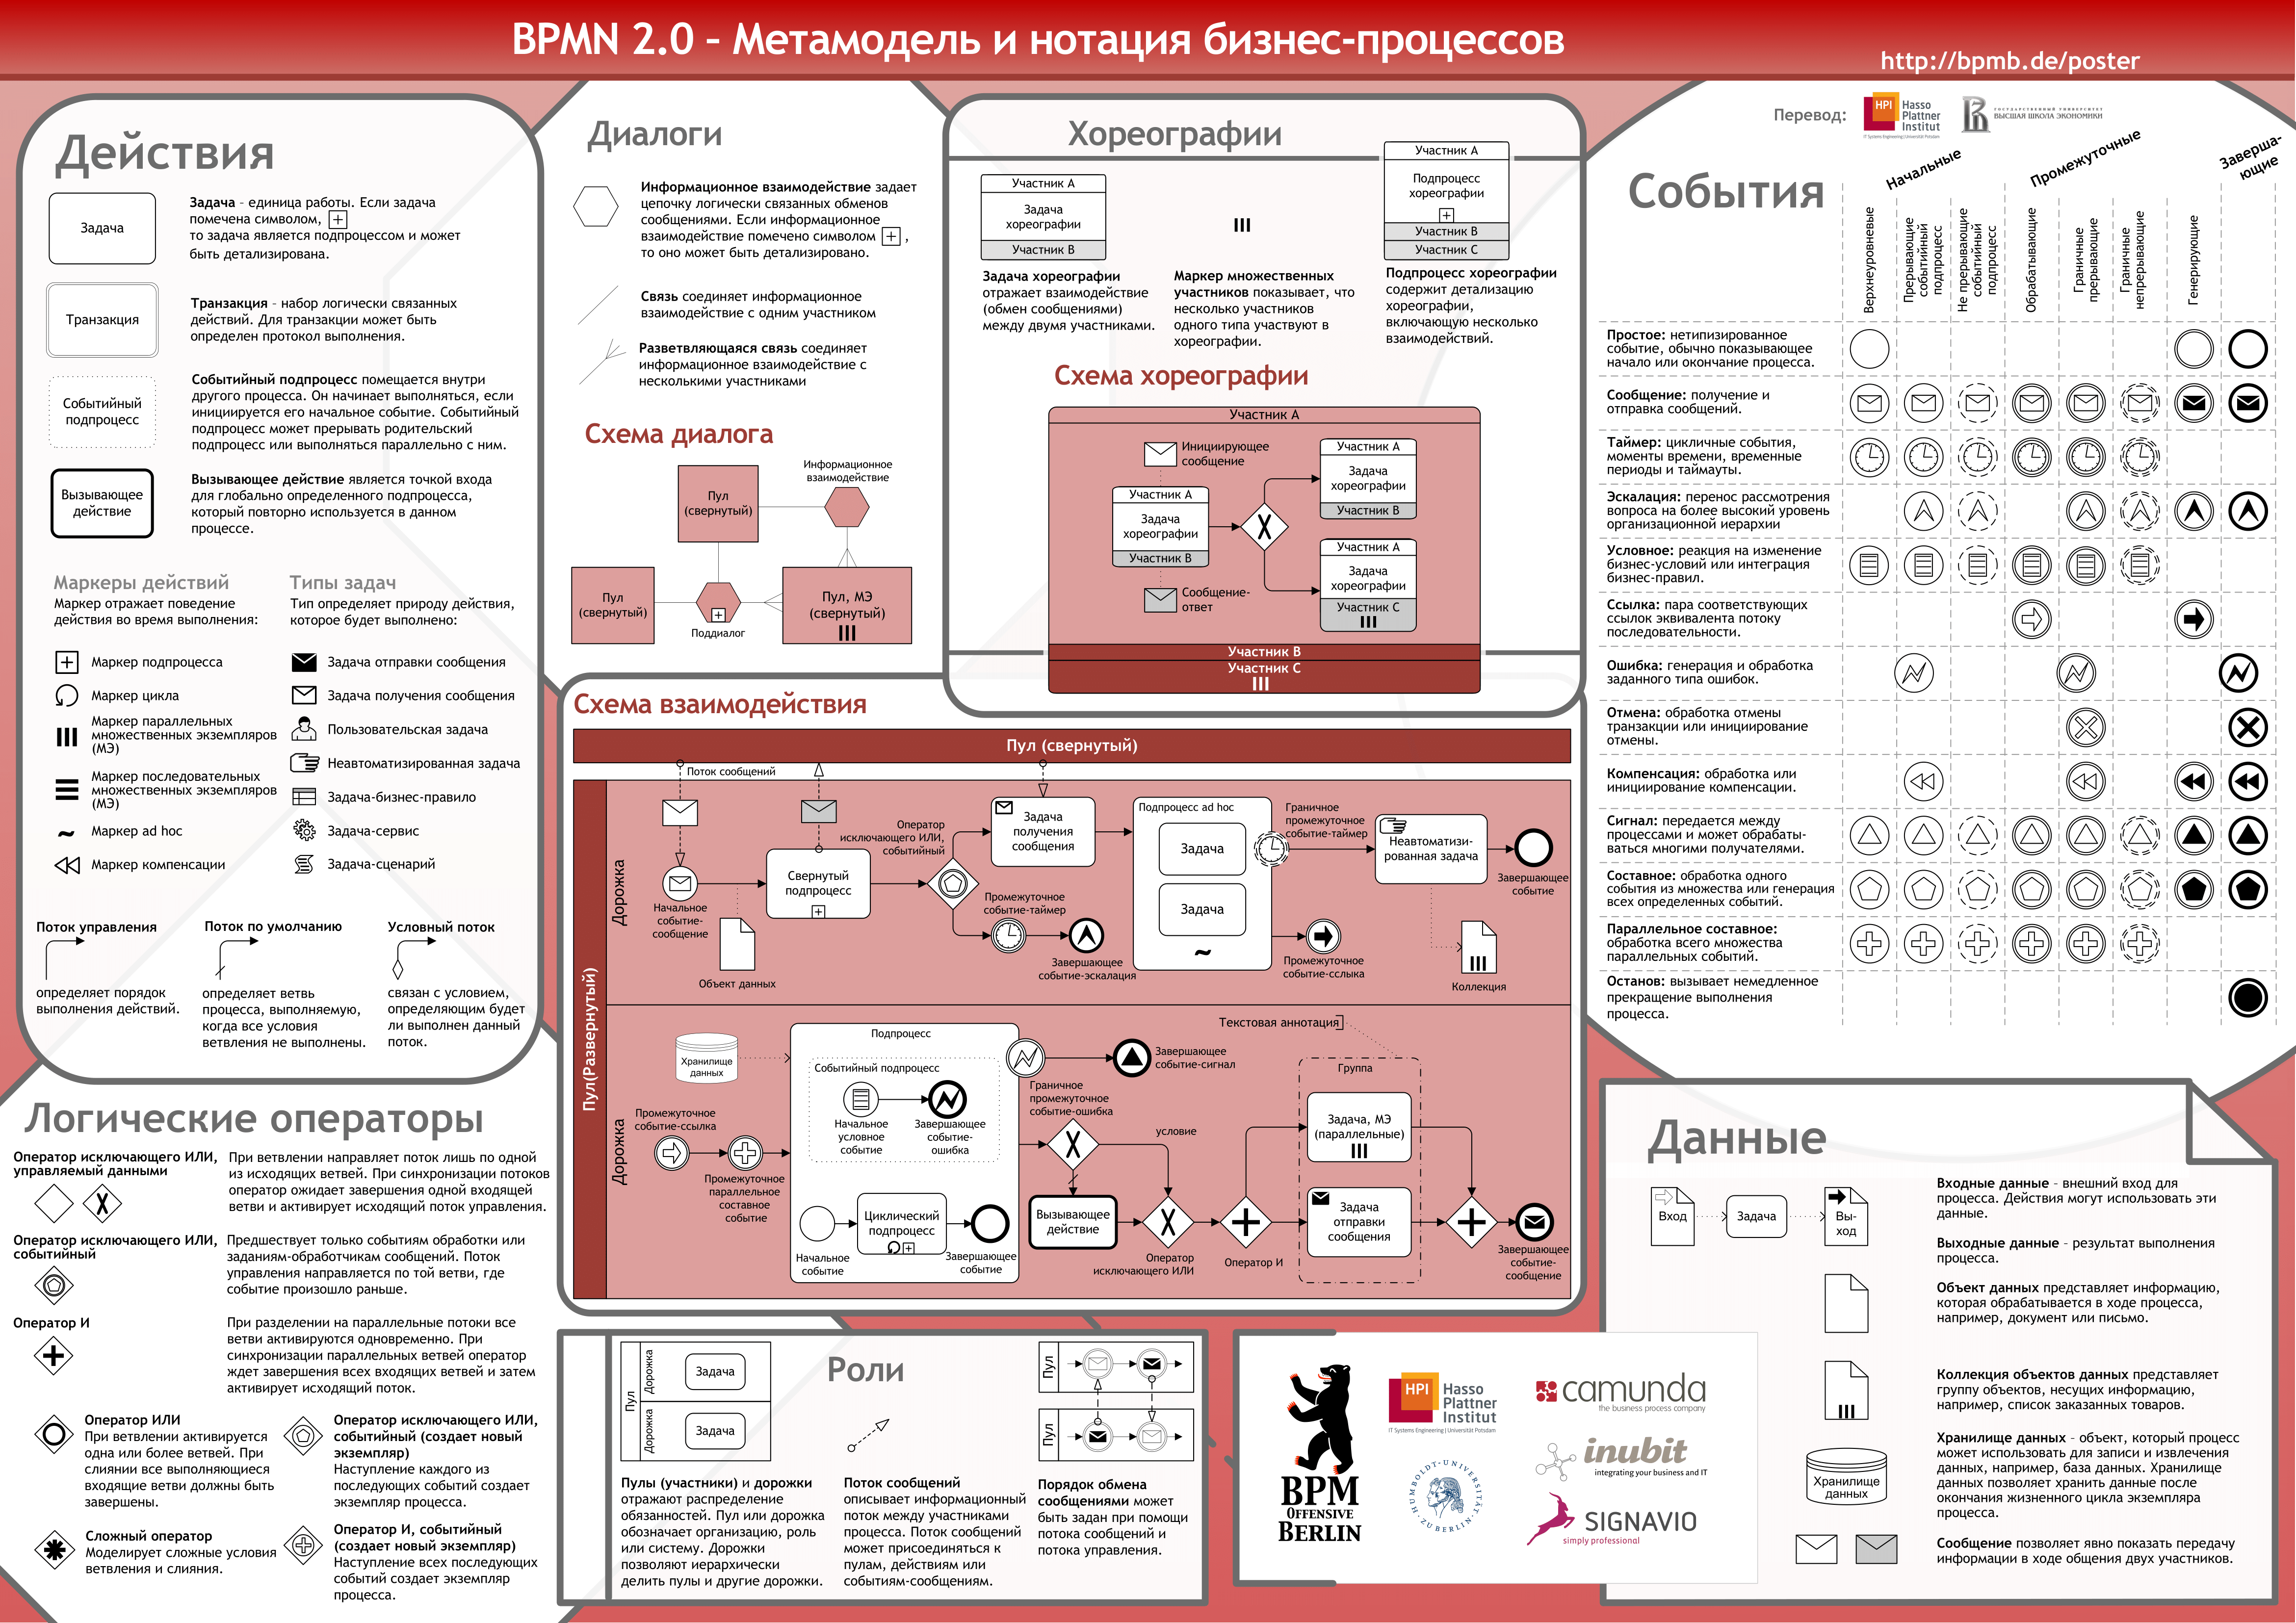 BPMN 2.0 – Метамодель и нотация бизнес-процессов
http://bpmb.de/poster
Действия
Задача
Задача - единица работы. Если задача
помечена символом,
то задача является подпроцессом и может
быть детализирована.
Транзакция
Транзакция - набор логически связанных
действий. Для транзакции может быть
определен протокол выполнения.
Событийный
подпроцесс
Событийный подпроцесс помещается внутри
другого процесса. Он начинает выполняться, если
инициируется его начальное событие. Событийный
подпроцесс может прерывать родительский
подпроцесс или выполняться параллельно с ним.
Вызывающее
действие
Вызывающее действие является точкой входа
для глобально определенного подпроцесса,
который повторно используется в данном
процессе.
Маркеры действий
Маркер отражает поведение
действия во время выполнения:
Маркер подпроцесса
Маркер цикла
Маркер параллельных
множественных экземпляров
(МЭ)
Маркер последовательных
множественных экземпляров
(МЭ)
Маркер ad hoc
Маркер компенсации
Типы задач
Тип определяет природу действия,
которое будет выполнено:
Задача отправки сообщения
Задача получения сообщения
Пользовательская задача
Неавтоматизированная задача
Задача-бизнес-правило
Задача-сервис
Задача-сценарий
Поток управления
определяет порядок
выполнения действий.
Поток по умолчанию
определяет ветвь
процесса, выполняемую,
когда все условия
ветвления не выполнены.
Условный поток
связан с условием,
определяющим будет
ли выполнен данный
поток.
Диалоги
Информационное взаимодействие задает
цепочку логически связанных обменов
сообщениями. Если информационное
взаимодействие помечено символом ,
то оно может быть детализировано.
Связь соединяет информационное
взаимодействие с одним участником
Разветвляющаяся связь соединяет
информационное взаимодействие с
несколькими участниками
Схема диалога
Пул
(свернутый)
Информационное
взаимодействие
Пул
(свернутый)
Поддиалог
Пул, МЭ
(свернутый)
Хореографии
Участник A
Задача
хореографии
Участник B
Участник A
Подпроцесс
хореографии
Участник B
Участник C
Задача хореографии
отражает взаимодействие
(обмен сообщениями)
между двумя участниками.
Маркер множественных
участников показывает, что
несколько участников
одного типа участвуют в
хореографии.
Подпроцесс хореографии
содержит детализацию
хореографии,
включающую несколько
взаимодействий.
Схема хореографии
Участник A
Инициирующее
сообщение
Участник A
Задача
хореографии
Участник B
Сообщение-
ответ
Участник A
Задача
хореографии
Участник B
Участник A
Задача
хореографии
Участник C
Участник B
Участник C
События
Перевод:
HPI
Hasso
Plattner
Institut
IT Systems Engineering | Universität Potsdam
ГОСУДАРСТВЕННЫЙ УНИВЕРСИТЕТ
ВЫСШАЯ ШКОЛА ЭКОНОМИКИ
Начальные
Промежуточные
Заверша-
ющие
Верхнеуровневые
Прерывающие
событийный
подпроцесс
Не прерывающие
событийный
подпроцесс
Обрабатывающие
Граничные
прерывающие
Граничные
непрерывающие
Генерирующие
Простое: нетипизированное
событие, обычно показывающее
начало или окончание процесса.
Сообщение: получение и
отправка сообщений.
Таймер: цикличные события,
моменты времени, временные
периоды и таймауты.
Эскалация: перенос рассмотрения
вопроса на более высокий уровень
организационной иерархии
Условное: реакция на изменение
бизнес-условий или интеграция
бизнес-правил.
Ссылка: пара соответствующих
ссылок эквивалента потоку
последовательности.
Ошибка: генерация и обработка
заданного типа ошибок.
Отмена: обработка отмены
транзакции или инициирование
отмены.
Компенсация: обработка или
инициирование компенсации.
Сигнал: передается между
процессами и может обрабаты-
ваться многими получателями.
Составное: обработка одного
события из множества или генерация
всех определенных событий.
Параллельное составное:
обработка всего множества
параллельных событий.
Останов: вызывает немедленное
прекращение выполнения
процесса.
Схема взаимодействия
Пул (свернутый)
Пул(Развернутый)
Дорожка
Поток сообщений
Начальное
событие-
сообщение
Свернутый
подпроцесс
Объект данных
Оператор
исключающего ИЛИ,
событийный
Задача
получения
сообщения
Промежуточное
событие-таймер
Завершающее
событие-эскалация
Подпроцесс ad hoc
Задача
Задача
Граничное
промежуточное
событие-таймер
Неавтоматизи-
рованная задача
Завершающее
событие
Промежуточное
событие-сслыка
Коллекция
Дорожка
Хранилище
данных
Промежуточное
событие-ссылка
Промежуточное
параллельное
составное
событие
Подпроцесс
Событийный подпроцесс
Начальное
условное
событие
Завершающее
событие-
ошибка
Начальное
событие
Циклический
подпроцесс
Завершающее
событие
Граничное
промежуточное
событие-ошибка
Завершающее
событие-сигнал
условие
Вызывающее
действие
Оператор
исключающего ИЛИ
Оператор И
Текстовая аннотация
Группа
Задача, МЭ
(параллельные)
Задача
отправки
сообщения
Завершающее
событие-
сообщение
Логические операторы
Оператор исключающего ИЛИ,
управляемый данными
При ветвлении направляет поток лишь по одной
из исходящих ветвей. При синхронизации потоков
оператор ожидает завершения одной входящей
ветви и активирует исходящий поток управления.
Оператор исключающего ИЛИ,
событийный
Предшествует только событиям обработки или
заданиям-обработчикам сообщений. Поток
управления направляется по той ветви, где
событие произошло раньше.
Оператор И
При разделении на параллельные потоки все
ветви активируются одновременно. При
синхронизации параллельных ветвей оператор
ждет завершения всех входящих ветвей и затем
активирует исходящий поток.
Оператор ИЛИ
При ветвлении активируется
одна или более ветвей. При
слиянии все выполняющиеся
входящие ветви должны быть
завершены.
Оператор исключающего ИЛИ,
событийный (создает новый
экземпляр)
Наступление каждого из
последующих событий создает
экземпляр процесса.
Сложный оператор
Моделирует сложные условия
ветвления и слияния.
Оператор И, событийный
(создает новый экземпляр)
Наступление всех последующих
событий создает экземпляр
процесса.
Роли
Пул
Дорожка
Задача
Дорожка
Задача
Пул
Пул
Пулы (участники) и дорожки
отражают распределение
обязанностей. Пул или дорожка
обозначает организацию, роль
или систему. Дорожки
позволяют иерархически
делить пулы и другие дорожки.
Поток сообщений
описывает информационный
поток между участниками
процесса. Поток сообщений
может присоединяться к
пулам, действиям или
событиям-сообщениям.
Порядок обмена
сообщениями может
быть задан при помощи
потока сообщений и
потока управления.
BPM
OFFENSIVE
BERLIN
HPI
Hasso
Plattner
Institut
IT Systems Engineering | Universität Potsdam
HUMBOLDT-UNIVERSITÄT
ZU BERLIN
camunda
the business process company
inubit
integrating your business and IT
SIGNAVIO
simply professional
Данные
Вход
Задача
Вы-
ход
Входные данные – внешний вход для
процесса. Действия могут использовать эти
данные.
Выходные данные – результат выполнения
процесса.
Объект данных представляет информацию,
которая обрабатывается в ходе процесса,
например, документ или письмо.
Коллекция объектов данных представляет
группу объектов, несущих информацию,
например, список заказанных товаров.
Хранилище
данных
Хранилище данных – объект, который процесс
может использовать для записи и извлечения
данных, например, база данных. Хранилище
данных позволяет хранить данные после
окончания жизненного цикла экземпляра
процесса.
Сообщение позволяет явно показать передачу
информации в ходе общения двух участников.